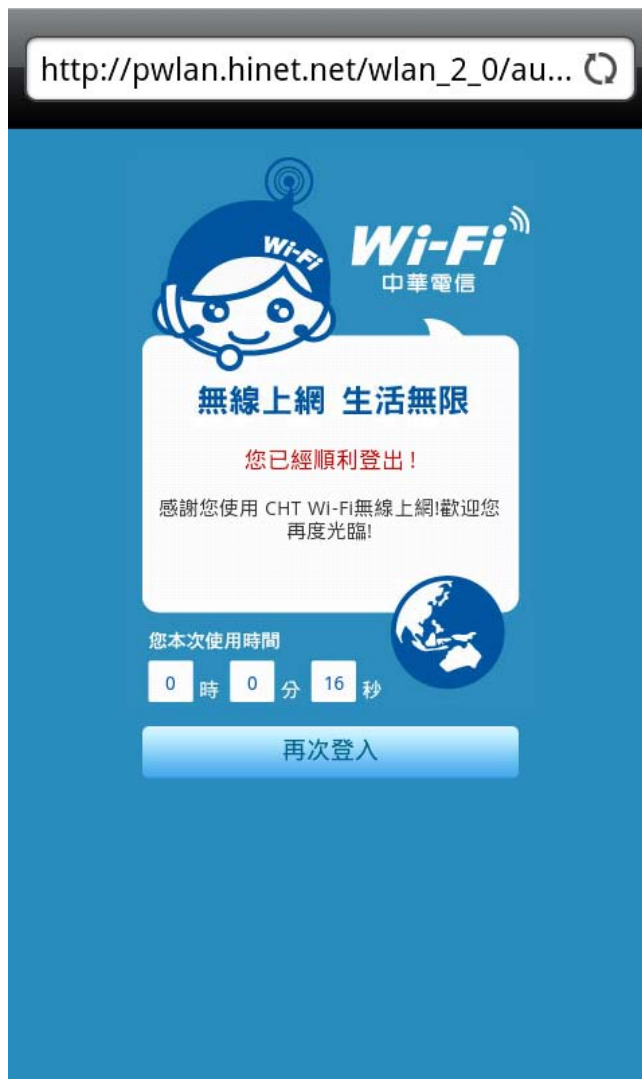 http://pwlan.hinet.net/wlan_2_0/au...
Wi-Fi
Wi-Fi
中華電信
無線上網 生活無限
您已經順利登出！
感謝您使用 CHT Wi-Fi無線上網!歡迎您
再度光臨!
您本次使用時間
0 時 0 分 16 秒
再次登入